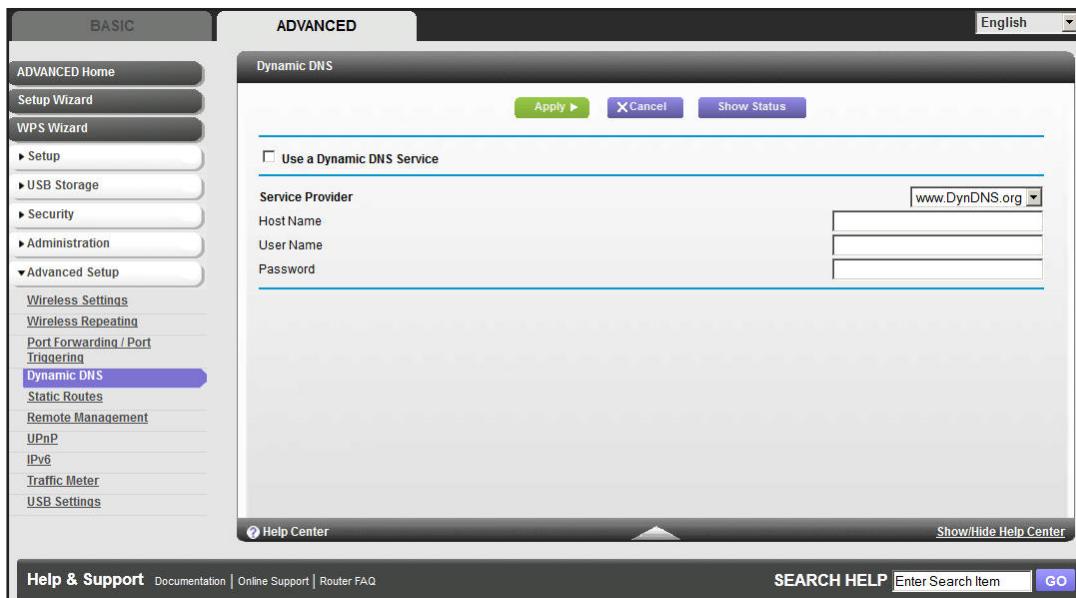 BASIC
ADVANCED
English
ADVANCED Home
Setup Wizard
WPS Wizard
Setup
USB Storage
Security
Administration
Advanced Setup
Wireless Settings
Wireless Repeating
Port Forwarding / Port
Triggering
Dynamic DNS
Static Routes
Remote Management
UPnP
IPv6
Traffic Meter
USB Settings
Dynamic DNS
Apply
Cancel
Show Status
Use a Dynamic DNS Service
Service Provider
www.DynDNS.org
Host Name
User Name
Password
Help Center
Show/Hide Help Center
Help & Support Documentation | Online Support | Router FAQ
SEARCH HELP Enter Search Item GO